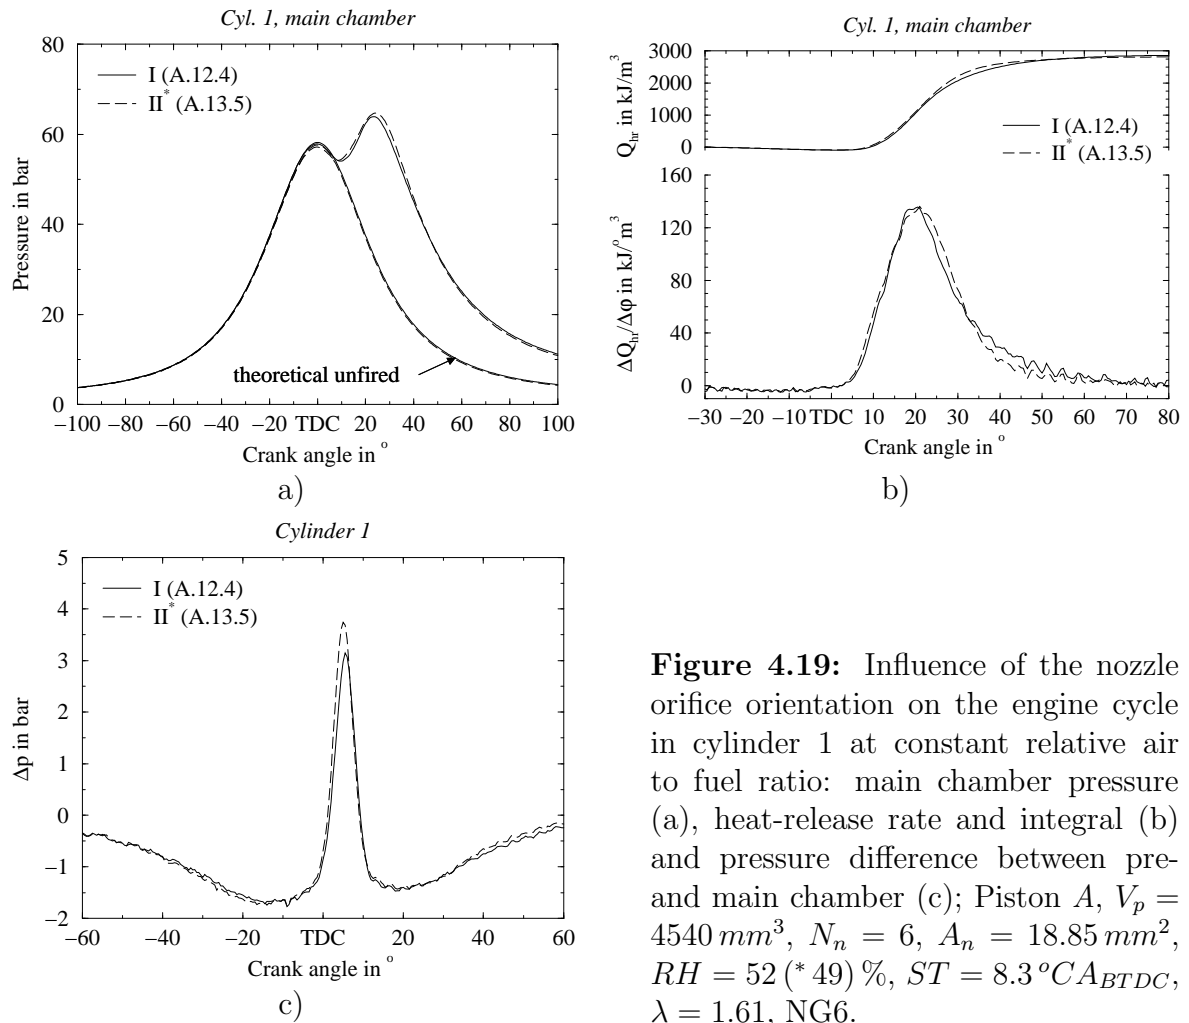 Cyl. 1, main chamber
80
60
40
20
0
Pressure in bar
I (A.12.4)
II* (A.13.5)
theoretical unfired
−100 −80 −60 −40 −20 TDC 20 40 60 80 100
Crank angle in °
a)
Cyl. 1, main chamber
3000
2000
1000
0
Q_hr in kJ/m³
I (A.12.4)
II* (A.13.5)
160
120
80
40
0
ΔQ_hr/Δφ in kJ/°m³
−30 −20 −10 TDC 10 20 30 40 50 60 70 80
Crank angle in °
b)
Cylinder 1
5
4
3
2
1
0
−1
−2
Δp in bar
I (A.12.4)
II* (A.13.5)
−60 −40 −20 TDC 20 40 60
Crank angle in °
c)
Figure 4.19: Influence of the nozzle
orifice orientation on the engine cycle
in cylinder 1 at constant relative air
to fuel ratio: main chamber pressure
(a), heat-release rate and integral (b)
and pressure difference between pre-
and main chamber (c); Piston A, V_p =
4540 mm³, N_n = 6, A_n = 18.85 mm²,
RH = 52 (* 49) %, ST = 8.3 °CA_BTDC,
λ = 1.61, NG6.